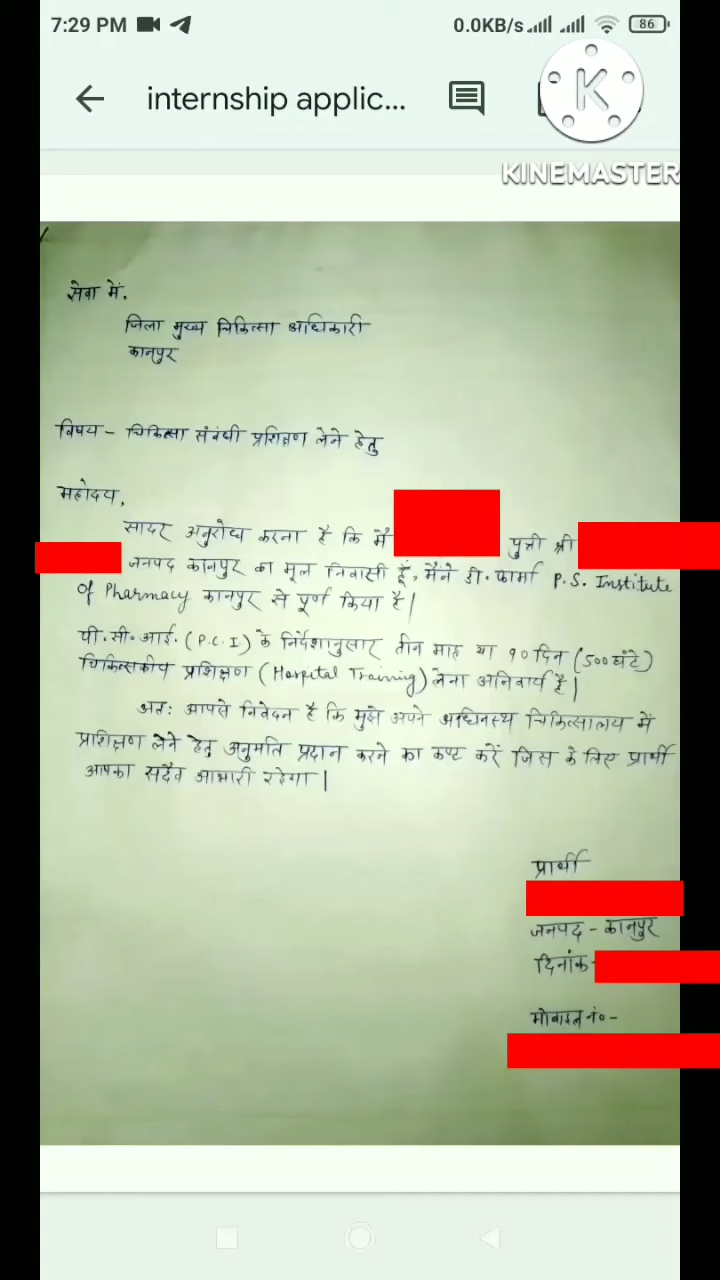 7:29 PM 0.0KB/s 86
internship applic...
KINEMASTER
सेवा में,
जिला मुख्य चिकित्सा अधिकारी
कानपुर
विषय - चिकित्सा संबंधी प्रशिक्षण लेने हेतु
महोदय,
सादर अनुरोध करना है कि मैं पुत्री श्री
जनपद कानपुर का मूल निवासी हूँ, मैंने डी. फार्मा P.S. Institute
of Pharmacy कानपुर से पूर्ण किया है।
पी.सी.आई. (P.C.I) के निर्देशानुसार तीन माह या ९० दिन (500 घंटे)
चिकित्सकीय प्रशिक्षण (Hospital Training) लेना अनिवार्य है।
अतः आपसे निवेदन है कि मुझे अपने अधिनस्थ चिकित्सालय में
प्रशिक्षण लेने हेतु अनुमति प्रदान करने का कष्ट करें जिस के लिए प्रार्थी
आपका सदैव आभारी रहेगा।
प्रार्थी
जनपद - कानपुर
दिनांक -
मोबाइल नं० -